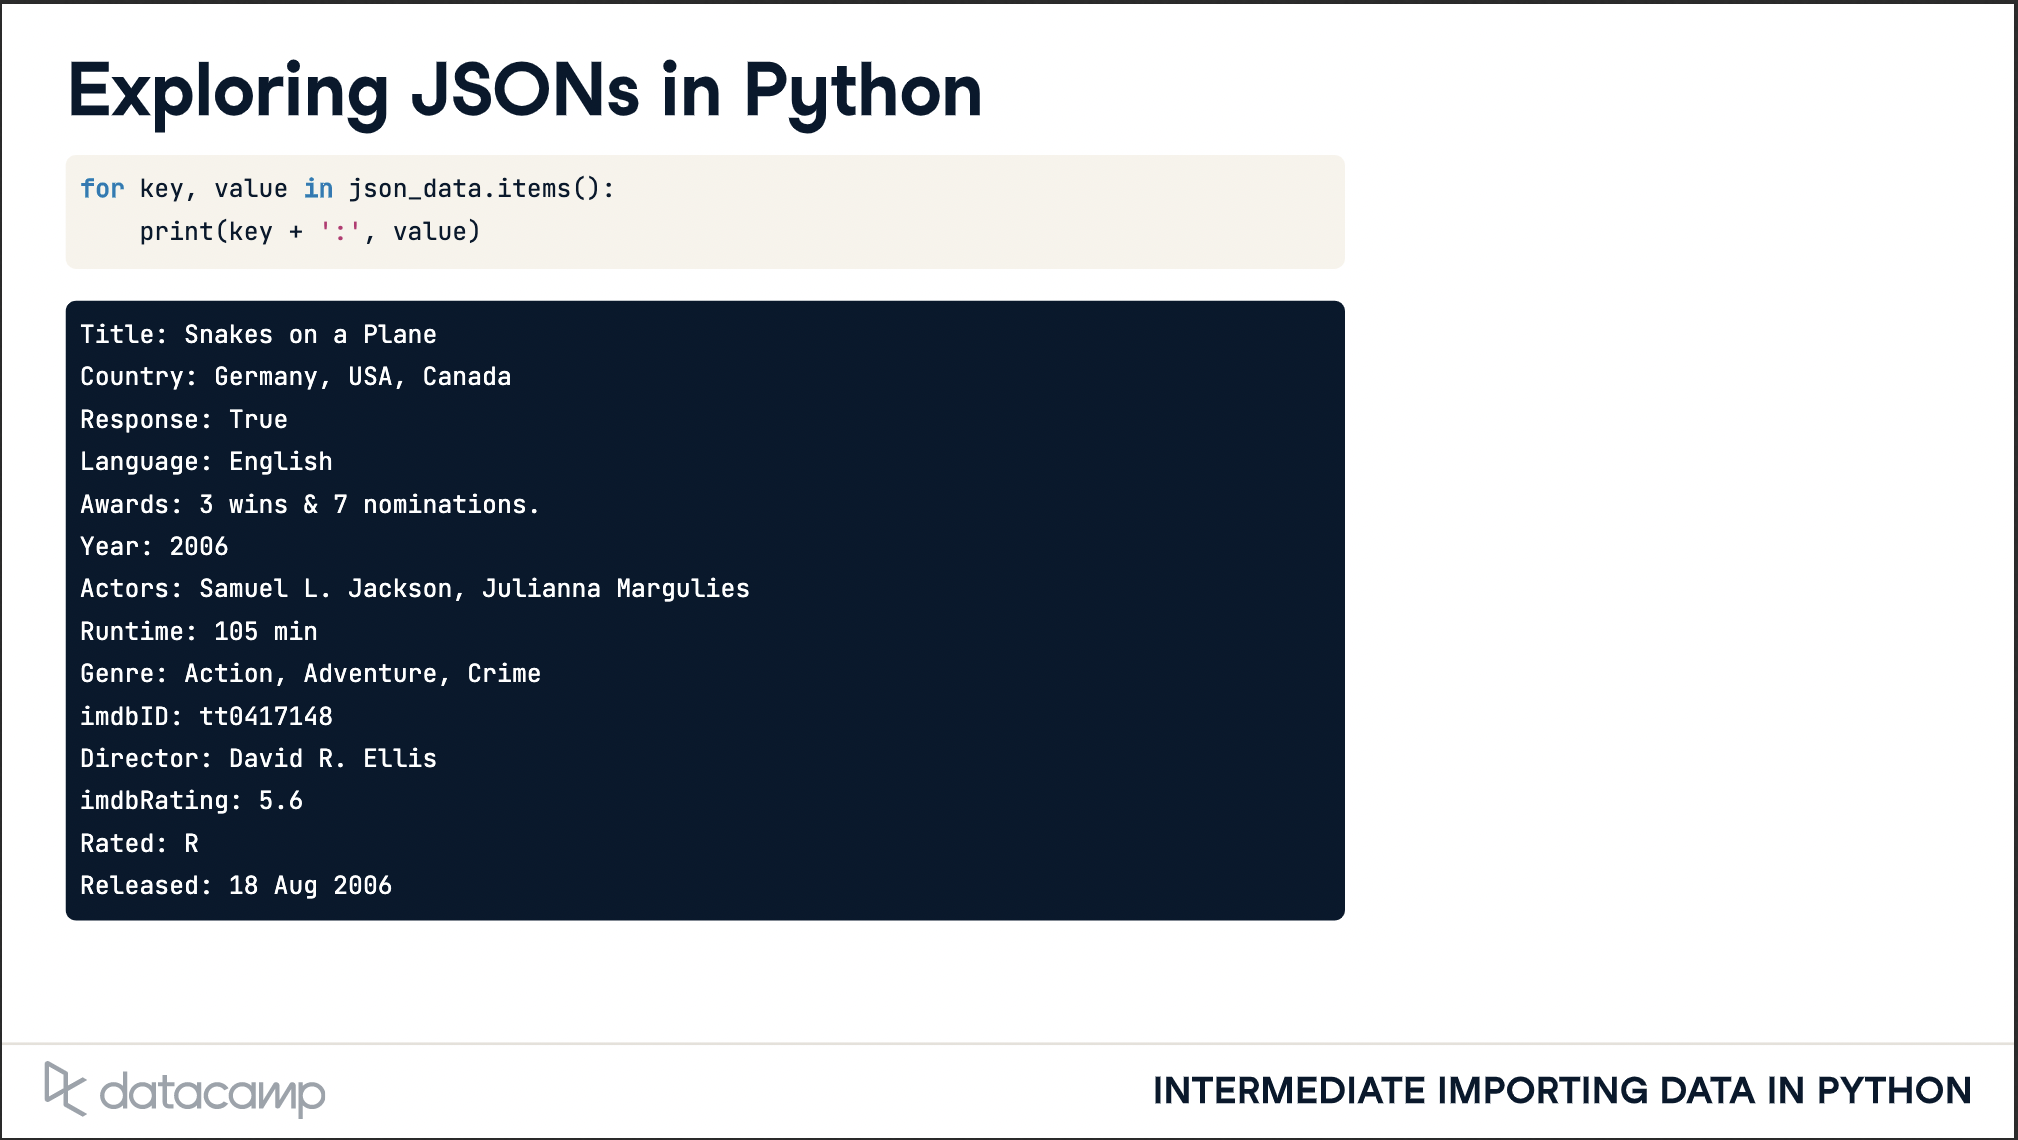 Exploring JSONs in Python
for key, value in json_data.items():
    print(key + ':', value)
Title: Snakes on a Plane
Country: Germany, USA, Canada
Response: True
Language: English
Awards: 3 wins & 7 nominations.
Year: 2006
Actors: Samuel L. Jackson, Julianna Margulies
Runtime: 105 min
Genre: Action, Adventure, Crime
imdbID: tt0417148
Director: David R. Ellis
imdbRating: 5.6
Rated: R
Released: 18 Aug 2006
datacamp
INTERMEDIATE IMPORTING DATA IN PYTHON